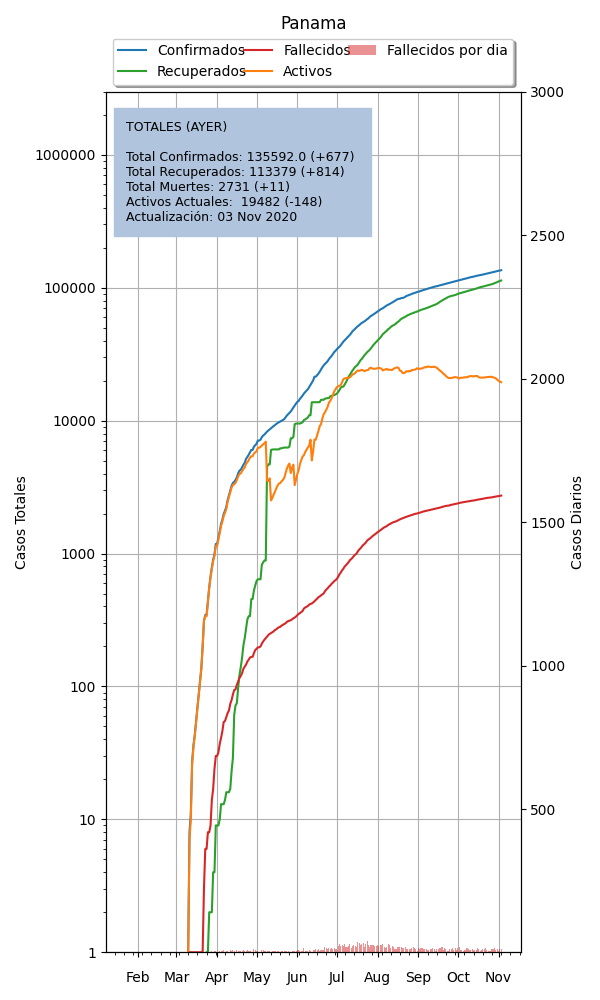 Panama
Confirmados Fallecidos Fallecidos por dia
Recuperados Activos
TOTALES (AYER)
Total Confirmados: 135592.0 (+677)
Total Recuperados: 113379 (+814)
Total Muertes: 2731 (+11)
Activos Actuales:  19482 (-148)
Actualización: 03 Nov 2020
Casos Totales
1000000
100000
10000
1000
100
10
1
3000
2500
2000
1500
1000
500
Casos Diarios
Feb Mar Apr May Jun Jul Aug Sep Oct Nov